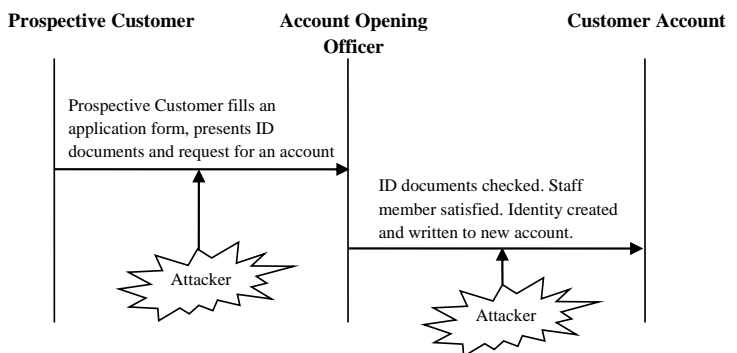 Prospective Customer
Account Opening
Officer
Customer Account
Prospective Customer fills an
application form, presents ID
documents and request for an account
ID documents checked. Staff
member satisfied. Identity created
and written to new account.
Attacker
Attacker